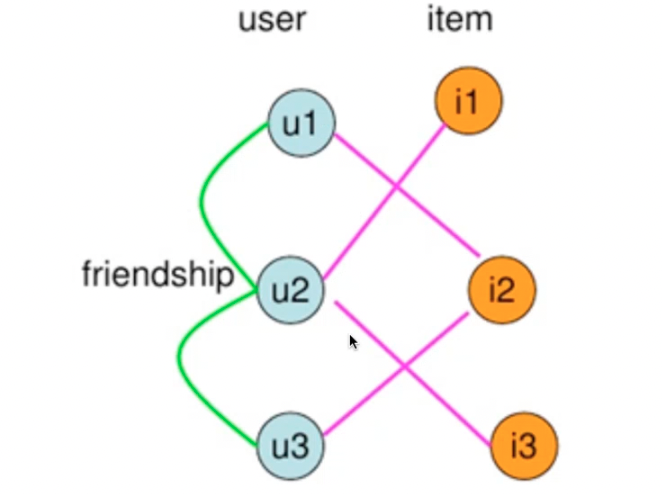 user item
u1 i1
friendship
u2 i2
u3 i3